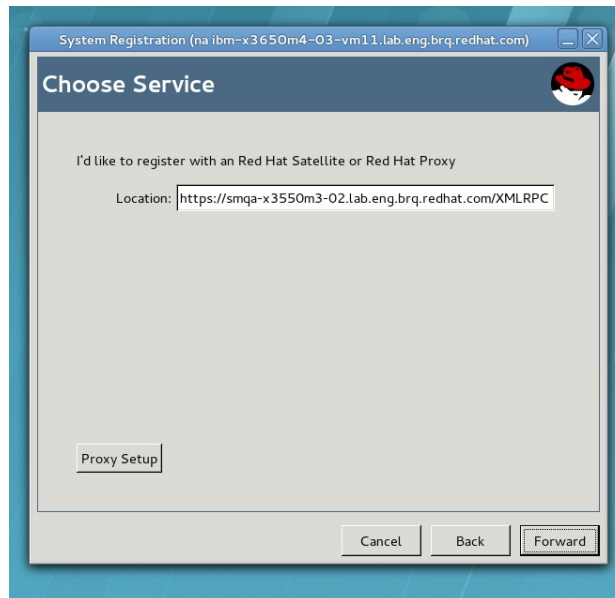 System Registration (na ibm-x3650m4-03-vm11.lab.eng.brq.redhat.com)
Choose Service
I'd like to register with an Red Hat Satellite or Red Hat Proxy
Location: https://smqa-x3550m3-02.lab.eng.brq.redhat.com/XMLRPC
Proxy Setup
Cancel Back Forward